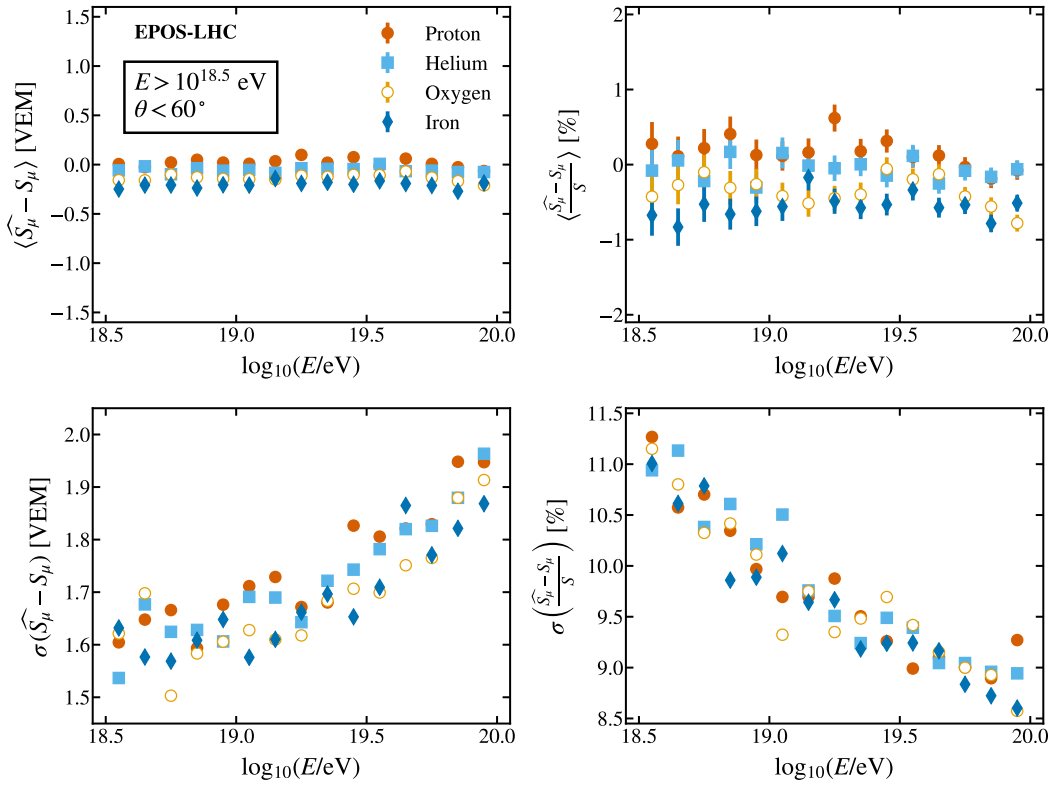 EPOS-LHC
E > 10^18.5 eV
θ < 60°
Proton
Helium
Oxygen
Iron
1.5
1.0
0.5
0.0
−0.5
−1.0
−1.5
⟨Ŝμ − Sμ⟩ [VEM]
18.5 19.0 19.5 20.0
log₁₀(E/eV)
2
1
0
−1
−2
⟨(Ŝμ − Sμ)/S⟩ [%]
18.5 19.0 19.5 20.0
log₁₀(E/eV)
2.0
1.9
1.8
1.7
1.6
1.5
σ(Ŝμ − Sμ) [VEM]
18.5 19.0 19.5 20.0
log₁₀(E/eV)
11.5
11.0
10.5
10.0
9.5
9.0
8.5
σ((Ŝμ − Sμ)/S) [%]
18.5 19.0 19.5 20.0
log₁₀(E/eV)